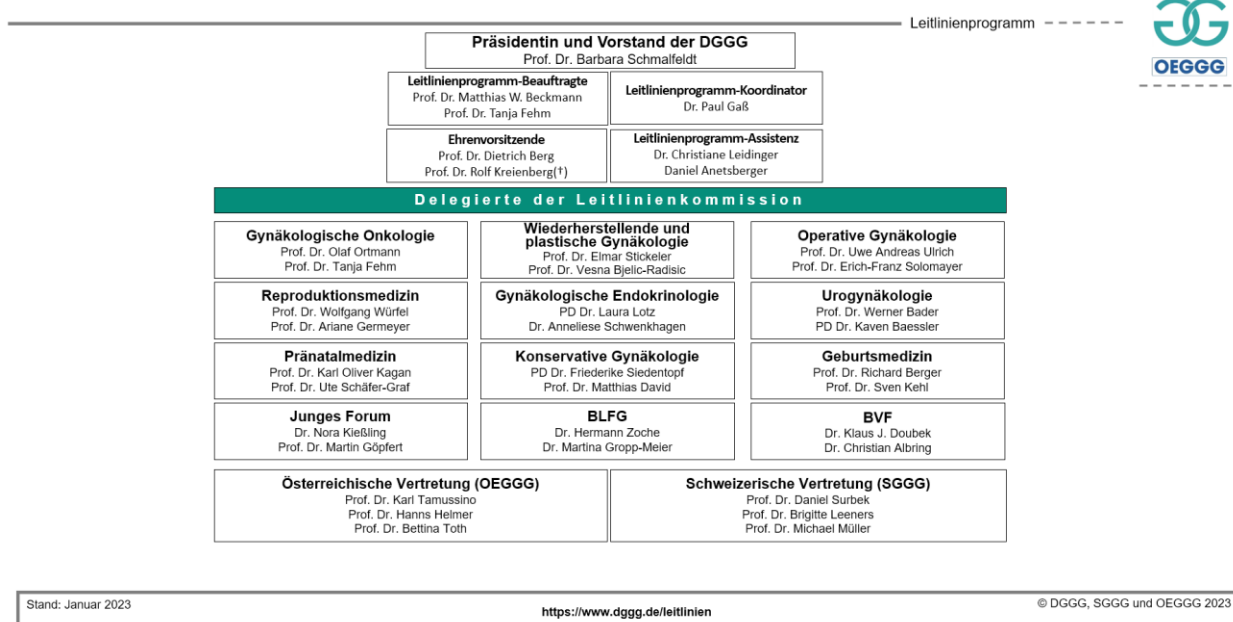 Leitlinienprogramm
OEGGG
Präsidentin und Vorstand der DGGG
Prof. Dr. Barbara Schmalfeldt
Leitlinienprogramm-Beauftragte
Prof. Dr. Matthias W. Beckmann
Prof. Dr. Tanja Fehm
Leitlinienprogramm-Koordinator
Dr. Paul Gaß
Ehrenvorsitzende
Prof. Dr. Dietrich Berg
Prof. Dr. Rolf Kreienberg(†)
Leitlinienprogramm-Assistenz
Dr. Christiane Leidinger
Daniel Anetsberger
Delegierte der Leitlinienkommission
Gynäkologische Onkologie
Prof. Dr. Olaf Ortmann
Prof. Dr. Tanja Fehm
Wiederherstellende und
plastische Gynäkologie
Prof. Dr. Elmar Stickeler
Prof. Dr. Vesna Bjelic-Radisic
Operative Gynäkologie
Prof. Dr. Uwe Andreas Ulrich
Prof. Dr. Erich-Franz Solomayer
Reproduktionsmedizin
Prof. Dr. Wolfgang Würfel
Prof. Dr. Ariane Germeyer
Gynäkologische Endokrinologie
PD Dr. Laura Lotz
Dr. Anneliese Schwenkhagen
Urogynäkologie
Prof. Dr. Werner Bader
PD Dr. Kaven Baessler
Pränatalmedizin
Prof. Dr. Karl Oliver Kagan
Prof. Dr. Ute Schäfer-Graf
Konservative Gynäkologie
PD Dr. Friederike Siedentopf
Prof. Dr. Matthias David
Geburtsmedizin
Prof. Dr. Richard Berger
Prof. Dr. Sven Kehl
Junges Forum
Dr. Nora Kießling
Prof. Dr. Martin Göpfert
BLFG
Dr. Hermann Zoche
Dr. Martina Gropp-Meier
BVF
Dr. Klaus J. Doubek
Dr. Christian Albring
Österreichische Vertretung (OEGGG)
Prof. Dr. Karl Tamussino
Prof. Dr. Hanns Helmer
Prof. Dr. Bettina Toth
Schweizerische Vertretung (SGGG)
Prof. Dr. Daniel Surbek
Prof. Dr. Brigitte Leeners
Prof. Dr. Michael Müller
Stand: Januar 2023
https://www.dggg.de/leitlinien
© DGGG, SGGG und OEGGG 2023